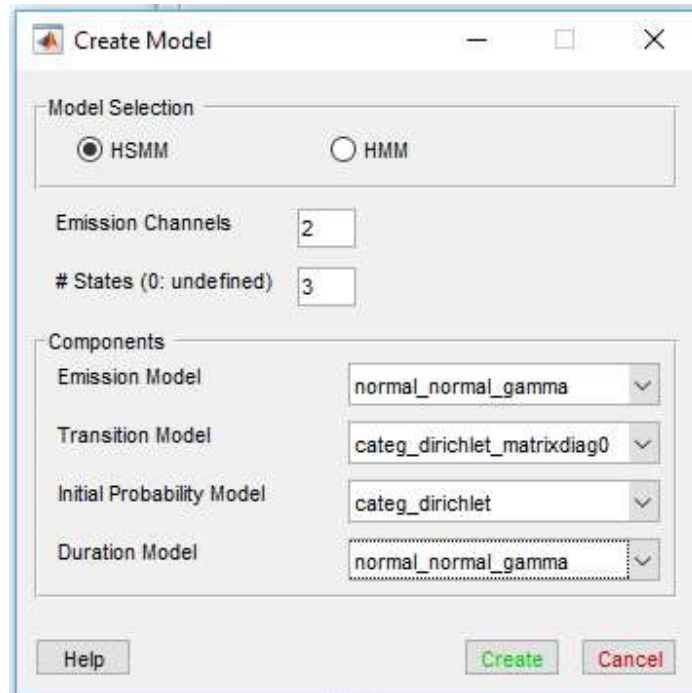 Create Model
Model Selection
HSMM HMM
Emission Channels 2
# States (0: undefined) 3
Components
Emission Model normal_normal_gamma
Transition Model categ_dirichlet_matrixdiag0
Initial Probability Model categ_dirichlet
Duration Model normal_normal_gamma
Help Create Cancel